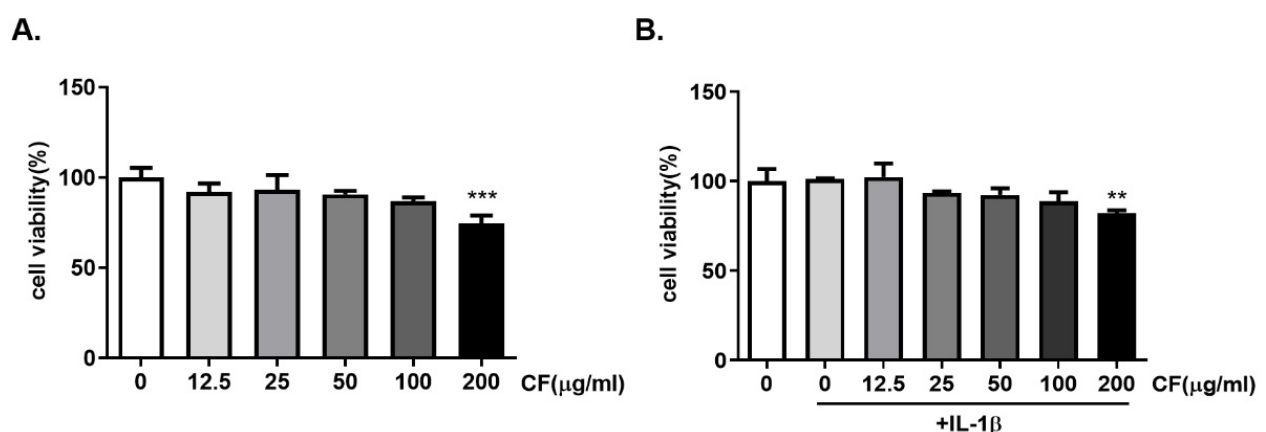 A.
cell viability(%)
150
100
50
0
***
0 12.5 25 50 100 200 CF(μg/ml)
B.
cell viability(%)
150
100
50
0
**
0 0 12.5 25 50 100 200 CF(μg/ml)
+IL-1β